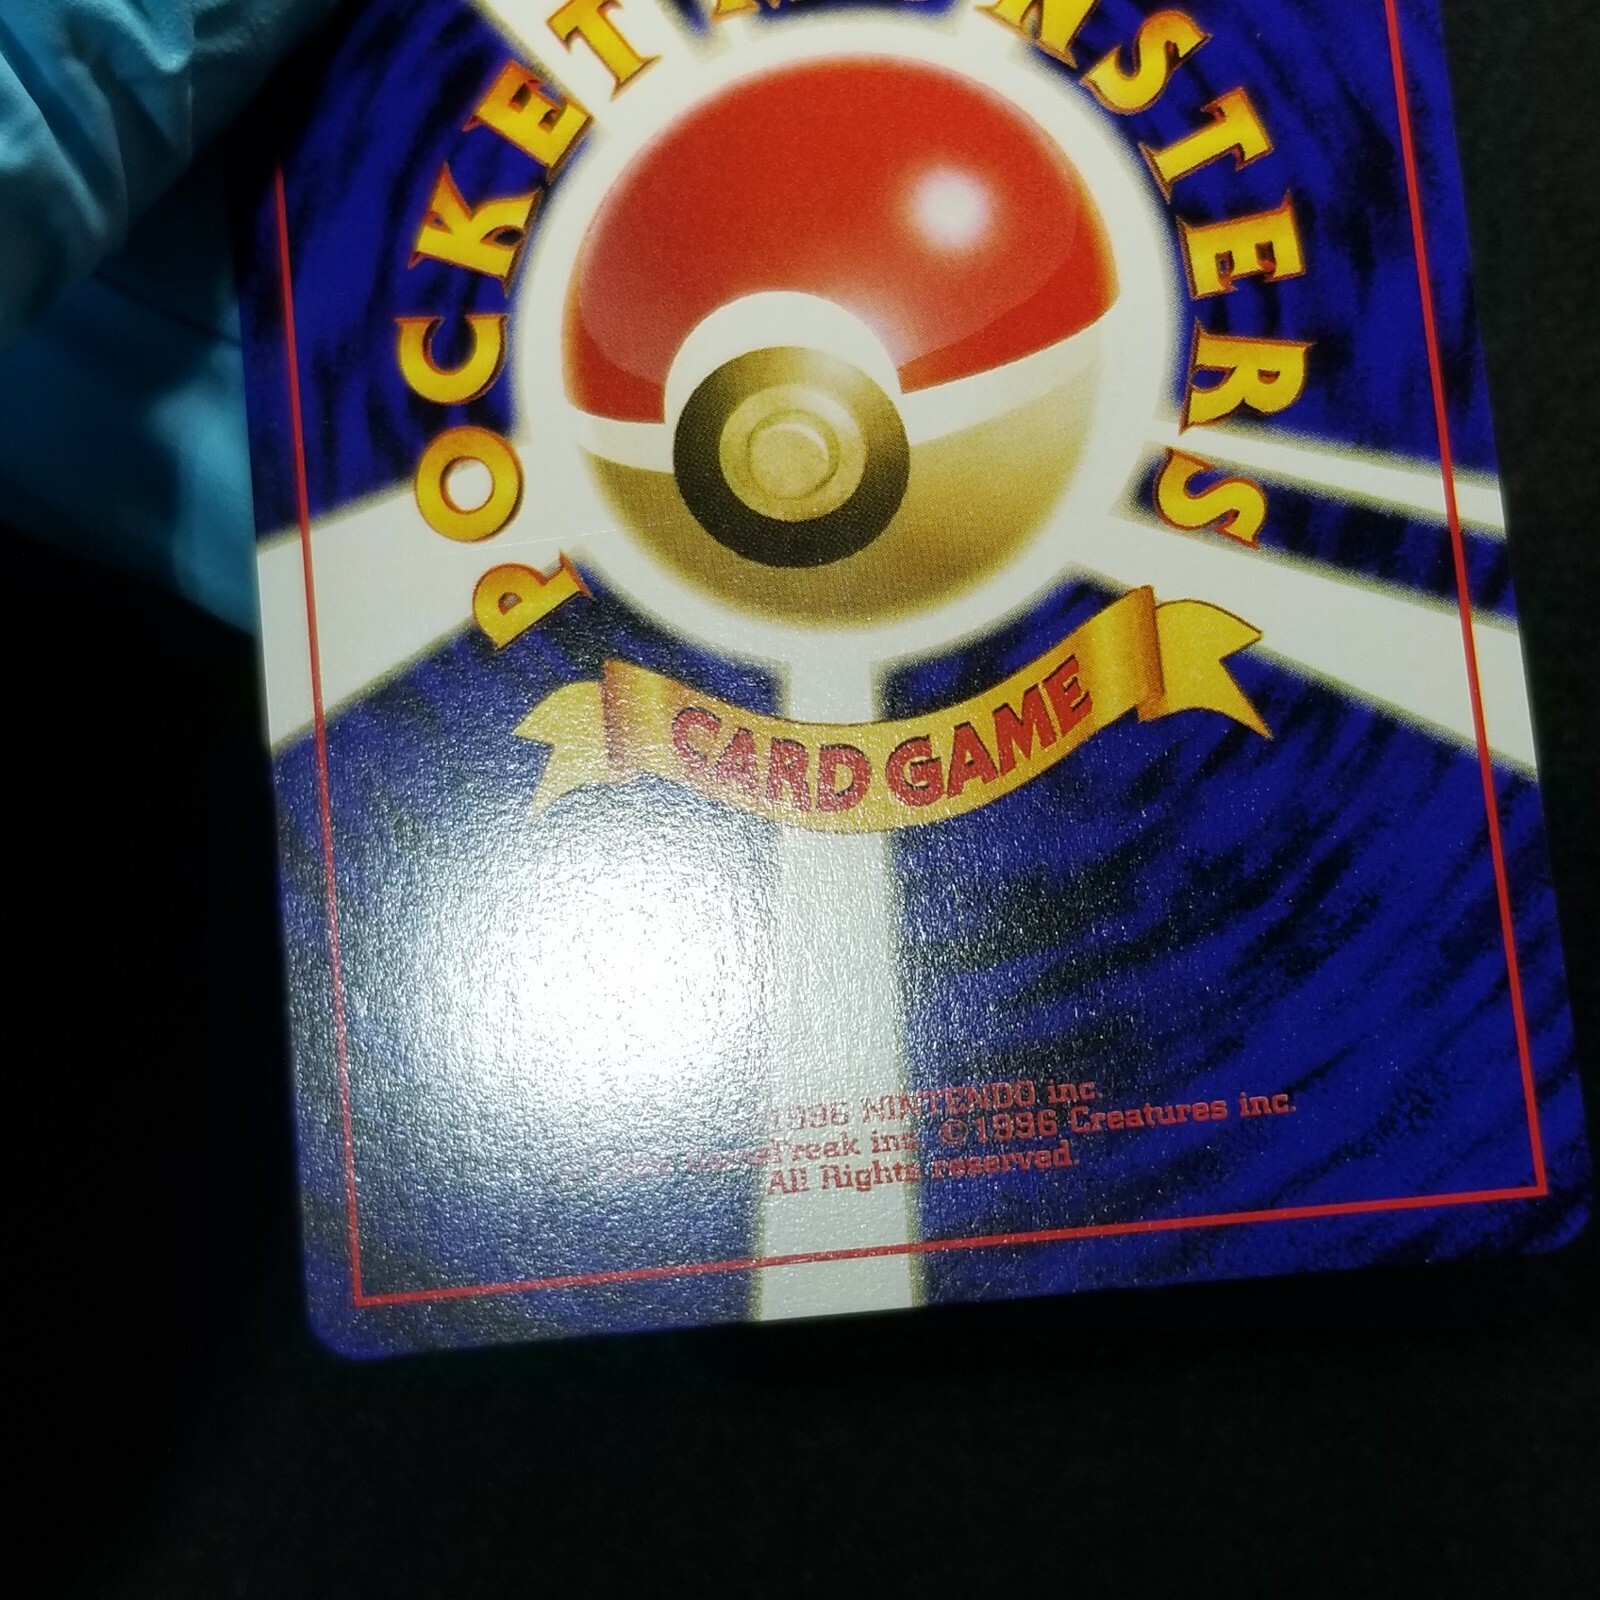 POCKET MONSTERS
CARD GAME
1996 NINTENDO inc.
Freak inc. ©1996 Creatures inc.
All Rights reserved.